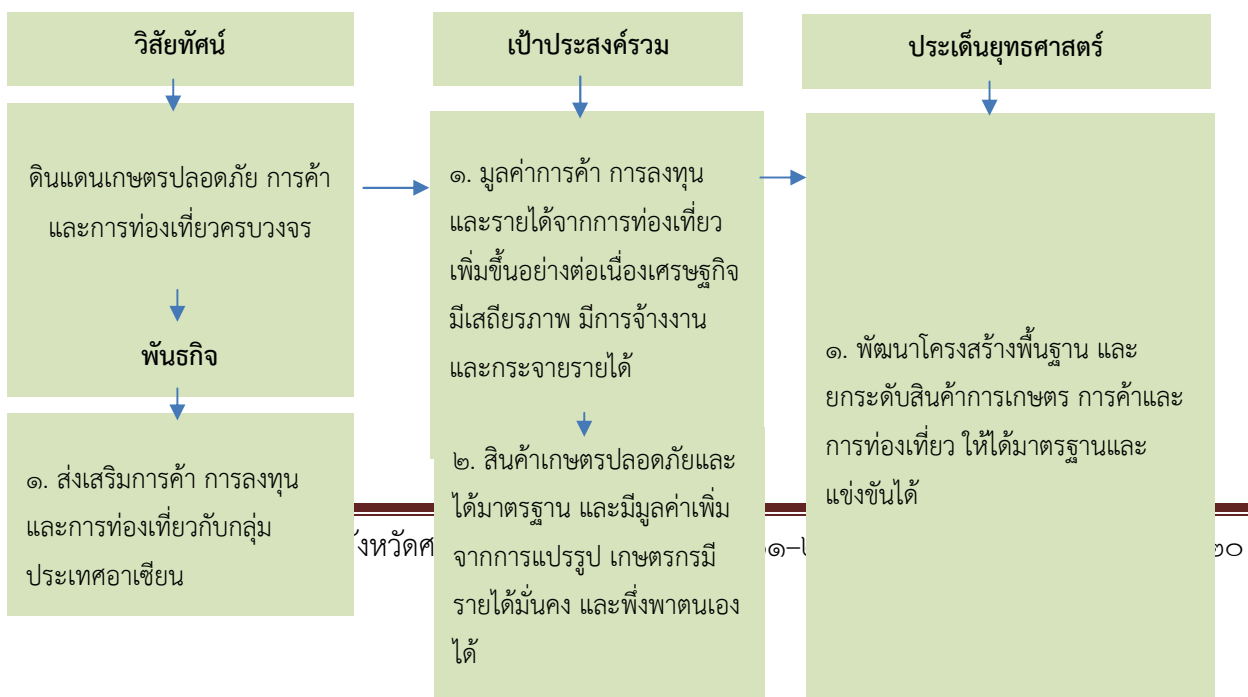 วิสัยทัศน์
ดินแดนเกษตรปลอดภัย การค้า
และการท่องเที่ยวครบวงจร
พันธกิจ
๑. ส่งเสริมการค้า การลงทุน
และการท่องเที่ยวกับกลุ่ม
ประเทศอาเซียน
เป้าประสงค์รวม
๑. มูลค่าการค้า การลงทุน
และรายได้จากการท่องเที่ยว
เพิ่มขึ้นอย่างต่อเนื่องเศรษฐกิจ
มีเสถียรภาพ มีการจ้างงาน
และกระจายรายได้
๒. สินค้าเกษตรปลอดภัยและ
ได้มาตรฐาน และมีมูลค่าเพิ่ม
จากการแปรรูป เกษตรกรมี
รายได้มั่นคง และพึ่งพาตนเอง
ได้
ประเด็นยุทธศาสตร์
๑. พัฒนาโครงสร้างพื้นฐาน และ
ยกระดับสินค้าการเกษตร การค้าและ
การท่องเที่ยว ให้ได้มาตรฐานและ
แข่งขันได้